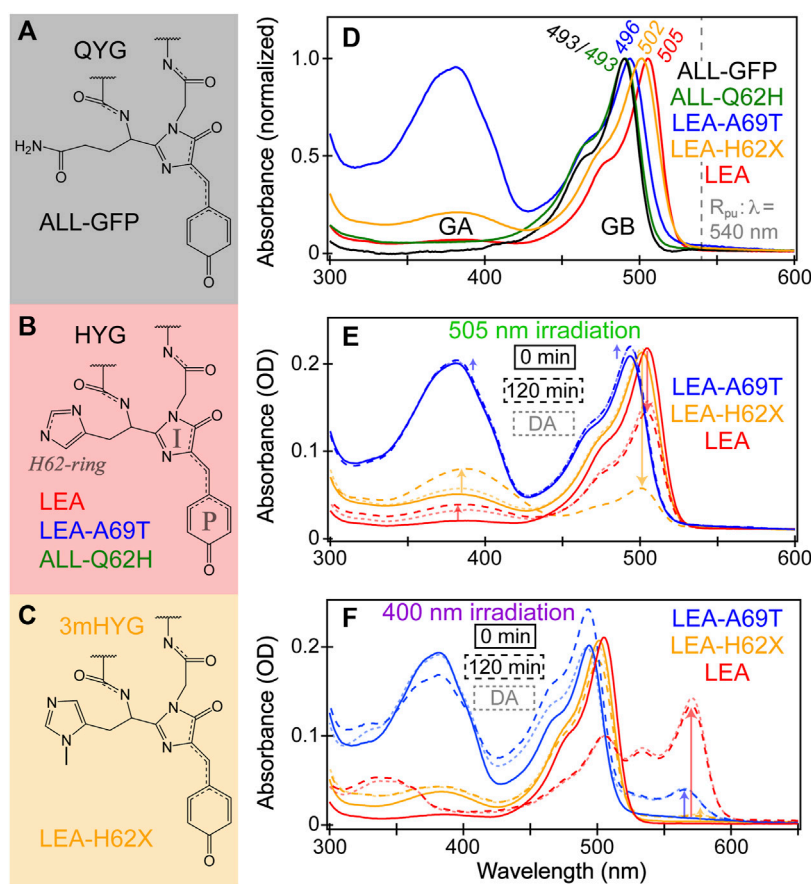 A
QYG
O
N
O
N
N
O
H2N
O
N
ALL-GFP
O
B
HYG
O
N
O
N
N
O
N
N
I
N
H62-ring
P
LEA
LEA-A69T
ALL-Q62H
O
C
3mHYG
O
N
O
N
N
O
N
N
N
LEA-H62X
O
D
493/493
496
502
505
ALL-GFP
ALL-Q62H
LEA-A69T
LEA-H62X
LEA
Rpu: λ =
540 nm
GA
GB
Absorbance (normalized)
1.0
0.5
0
300
400
500
600
E
505 nm irradiation
0 min
120 min
DA
LEA-A69T
LEA-H62X
LEA
Absorbance (OD)
0.2
0.1
0
300
400
500
600
F
400 nm irradiation
0 min
120 min
DA
LEA-A69T
LEA-H62X
LEA
Absorbance (OD)
0.2
0.1
0
300
400
500
600
Wavelength (nm)